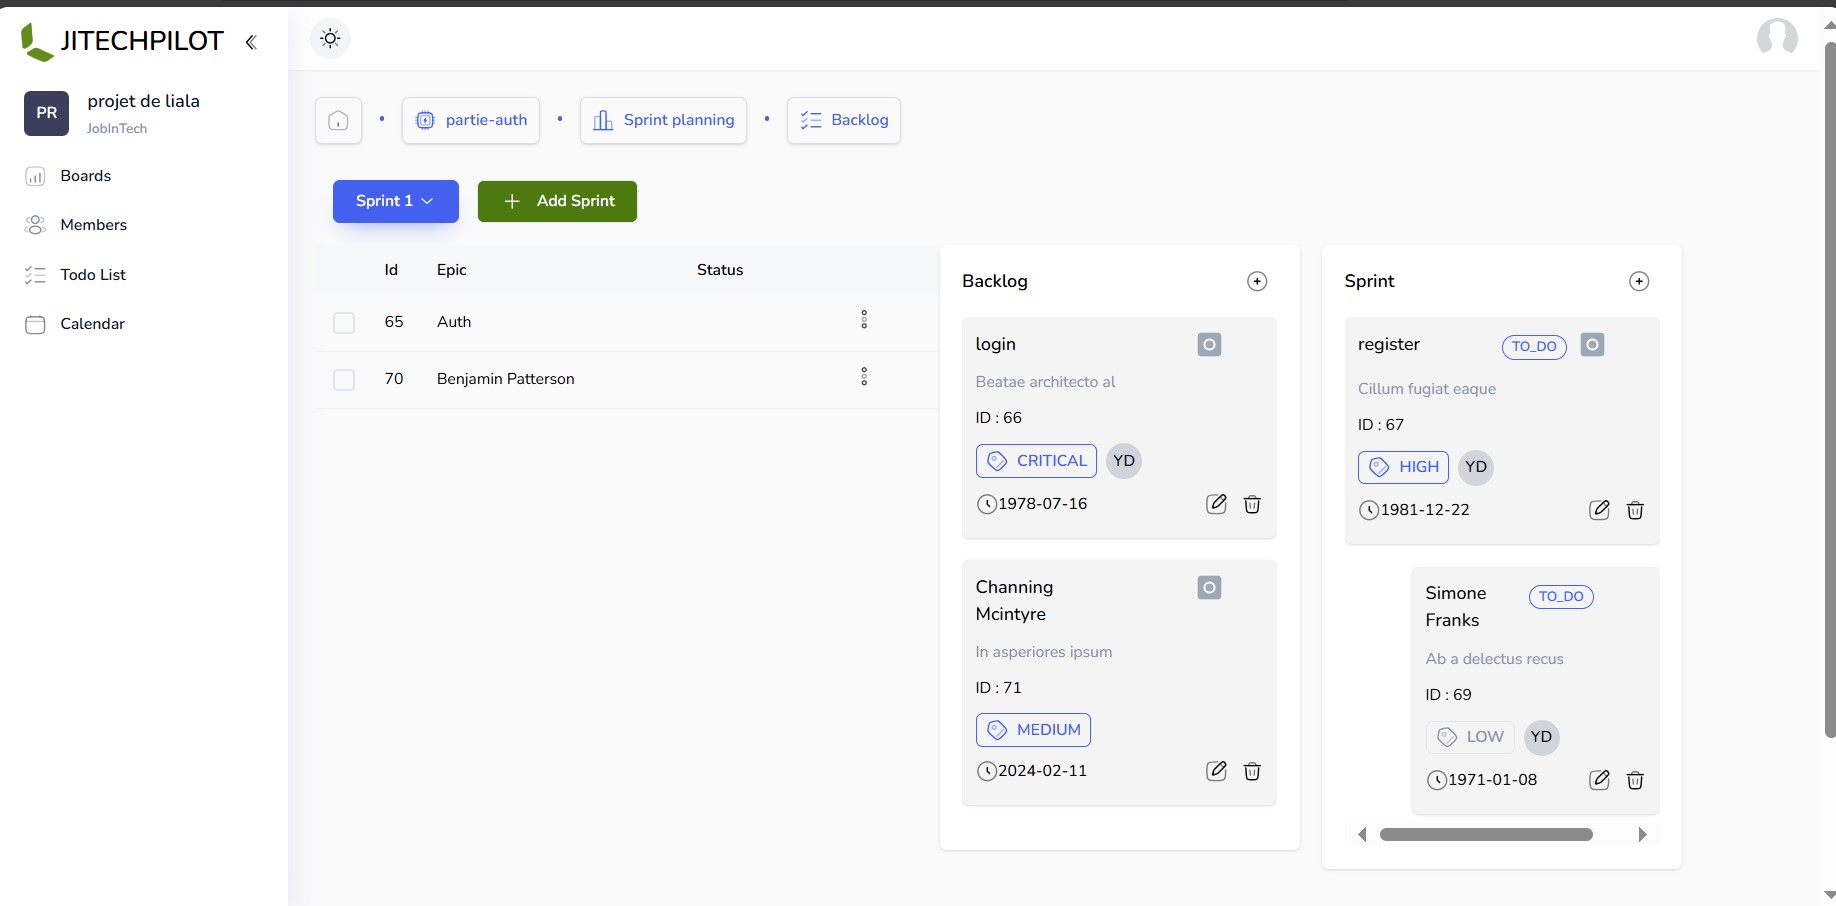 JITECHPILOT
PR
projet de liala
JobInTech
Boards
Members
Todo List
Calendar
partie-auth
Sprint planning
Backlog
Sprint 1
Add Sprint
Id Epic Status
65 Auth
70 Benjamin Patterson
Backlog
login
Beatae architecto al
ID : 66
CRITICAL YD
1978-07-16
Channing
Mcintyre
In asperiores ipsum
ID : 71
MEDIUM
2024-02-11
Sprint
register TO_DO
Cillum fugiat eaque
ID : 67
HIGH YD
1981-12-22
Simone TO_DO
Franks
Ab a delectus recus
ID : 69
LOW YD
1971-01-08